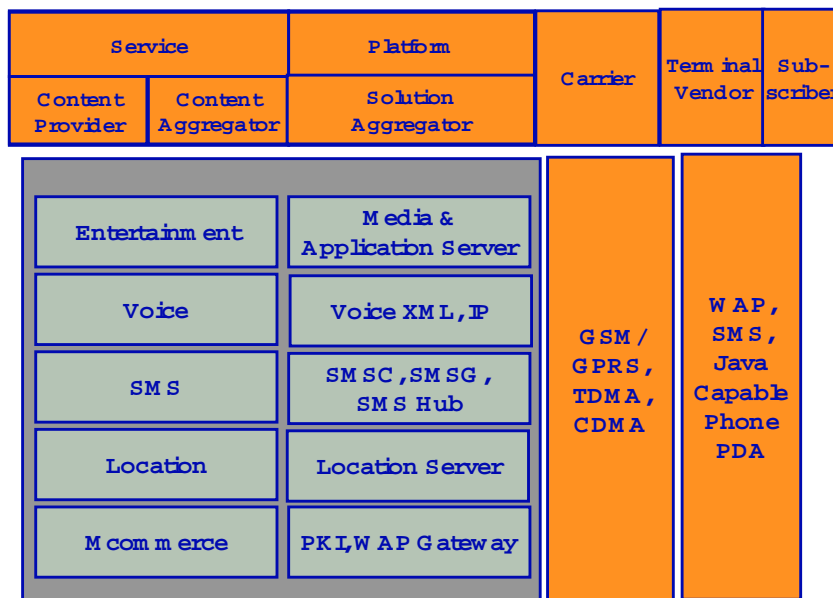 Service
Platform
Carrier
Terminal
Vendor
Sub-
scriber
Content
Provider
Content
Aggregator
Solution
Aggregator
Entertainment
Media &
Application Server
Voice
Voice XML, IP
SMS
SMSC, SMSG,
SMS Hub
Location
Location Server
Mcommerce
PKI,WAP Gateway
GSM/
GPRS,
TDMA,
CDMA
WAP,
SMS,
Java
Capable
Phone
PDA